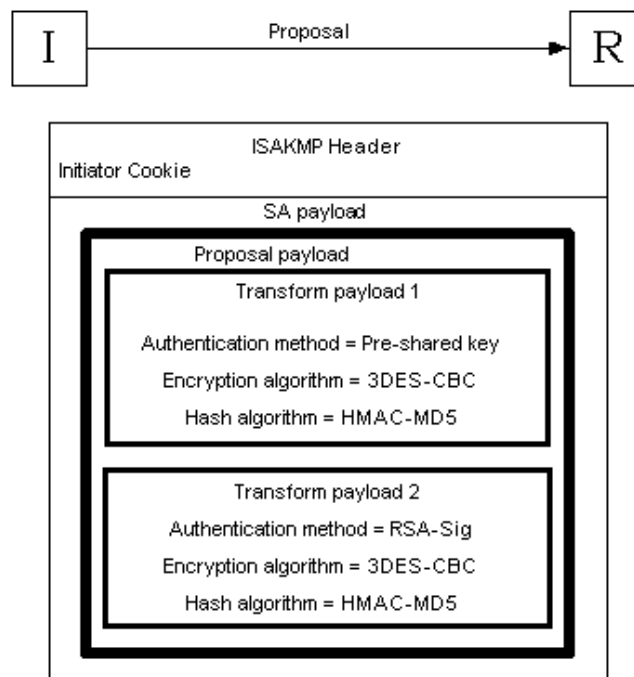 I
Proposal
R
ISAKMP Header
Initiator Cookie
SA payload
Proposal payload
Transform payload 1
Authentication method = Pre-shared key
Encryption algorithm = 3DES-CBC
Hash algorithm = HMAC-MD5
Transform payload 2
Authentication method = RSA-Sig
Encryption algorithm = 3DES-CBC
Hash algorithm = HMAC-MD5